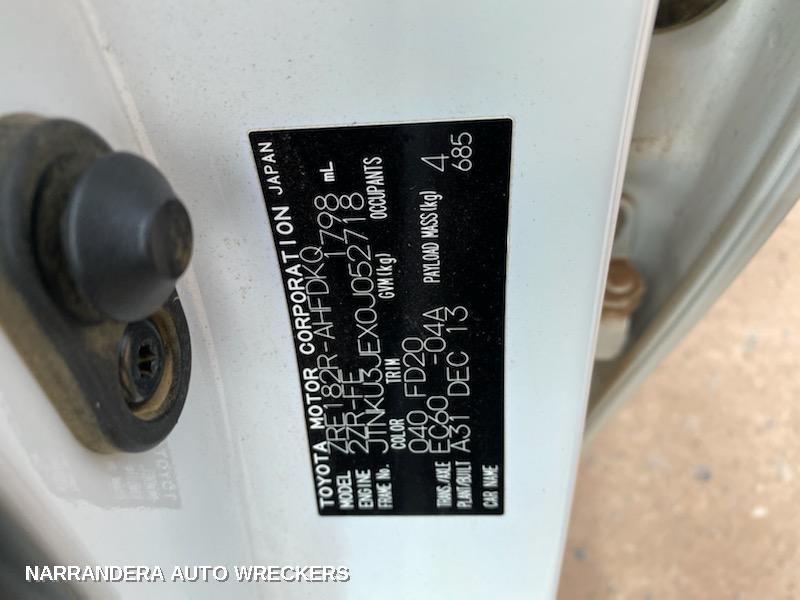 TOYOTA MOTOR CORPORATION JAPAN
MODEL ZRE182R-AHFDKQ
ENGINE 2ZR-FE 1798 mL
FRAME No. JTNKU3JEX0J052718
COLOR TRIM GVM(kg) OCCUPANTS
040 FD20
TRANS./AXLE EC60 -04A PAYLOAD MASS(kg) 4
PLANT/BUILT A31 DEC 13 685
CAR NAME
NARRANDERA AUTO WRECKERS